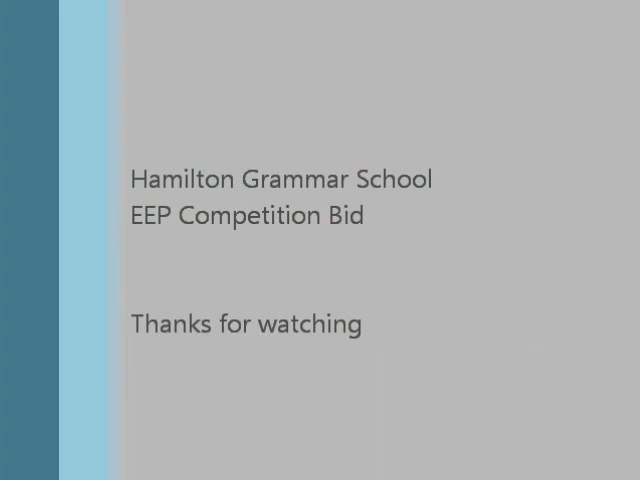 Hamilton Grammar School
EEP Competition Bid
Thanks for watching